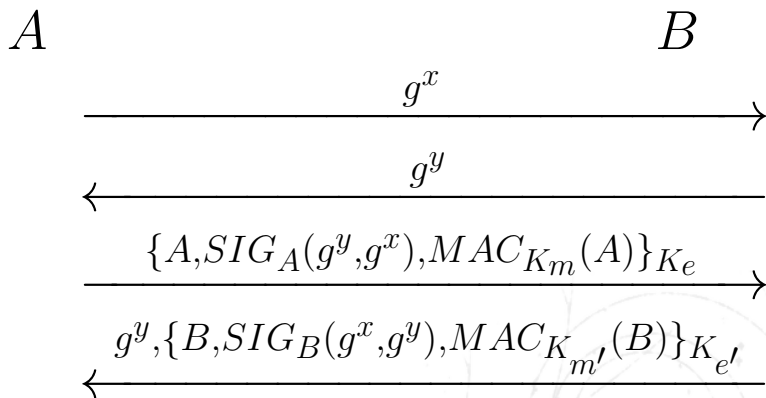 A B
g^x
g^y
{A,SIG_A(g^y,g^x),MAC_{K_m}(A)}_{K_e}
g^y,{B,SIG_B(g^x,g^y),MAC_{K_{m'}}(B)}_{K_{e'}}